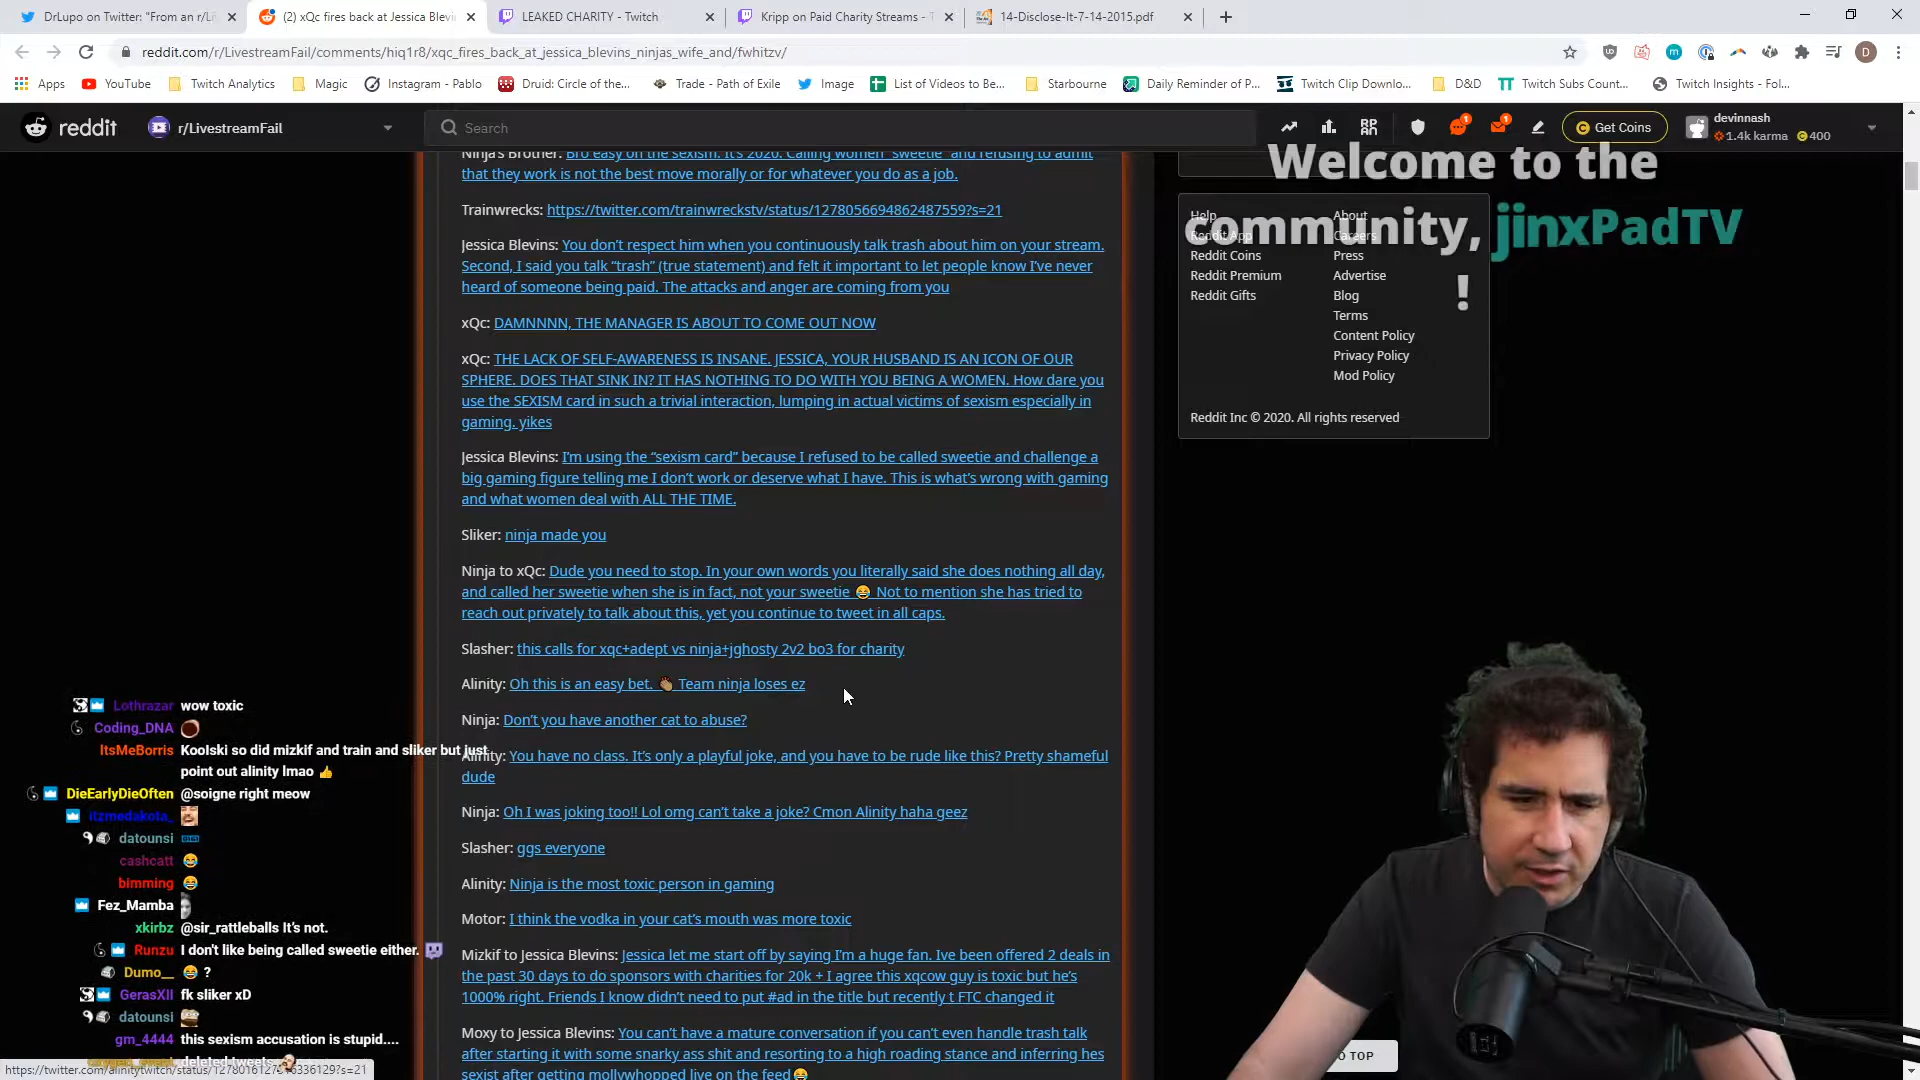 DrLupo on Twitter: "From an r/Li
(2) xQc fires back at Jessica Blevin
LEAKED CHARITY - Twitch
Kripp on Paid Charity Streams - T
14-Disclose-It-7-14-2015.pdf
reddit.com/r/LivestreamFail/comments/hiq1r8/xqc_fires_back_at_jessica_blevins_ninjas_wife_and/fwhitzv/
Apps YouTube Twitch Analytics Magic Instagram - Pablo Druid: Circle of the... Trade - Path of Exile Image List of Videos to Be... Starbourne Daily Reminder of P... Twitch Clip Downlo... D&D Twitch Subs Count... Twitch Insights - Fol...
reddit r/LivestreamFail Search Get Coins devinnash
1.4k karma 400
Ninja's Brother: Bro easy on the sexism. It's 2020. Calling women "sweetie" and refusing to admit
that they work is not the best move morally or for whatever you do as a job.
Trainwrecks: https://twitter.com/trainwreckstv/status/1278056694862487559?s=21
Jessica Blevins: You don't respect him when you continuously talk trash about him on your stream.
Second, I said you talk "trash" (true statement) and felt it important to let people know I've never
heard of someone being paid. The attacks and anger are coming from you
xQc: DAMNNNN, THE MANAGER IS ABOUT TO COME OUT NOW
xQc: THE LACK OF SELF-AWARENESS IS INSANE. JESSICA, YOUR HUSBAND IS AN ICON OF OUR
SPHERE. DOES THAT SINK IN? IT HAS NOTHING TO DO WITH YOU BEING A WOMEN. How dare you
use the SEXISM card in such a trivial interaction, lumping in actual victims of sexism especially in
gaming. yikes
Jessica Blevins: I'm using the "sexism card" because I refused to be called sweetie and challenge a
big gaming figure telling me I don't work or deserve what I have. This is what's wrong with gaming
and what women deal with ALL THE TIME.
Sliker: ninja made you
Ninja to xQc: Dude you need to stop. In your own words you literally said she does nothing all day,
and called her sweetie when she is in fact, not your sweetie 😂 Not to mention she has tried to
reach out privately to talk about this, yet you continue to tweet in all caps.
Slasher: this calls for xqc+adept vs ninja+jghosty 2v2 bo3 for charity
Alinity: Oh this is an easy bet. 👏🏽 Team ninja loses ez
Ninja: Don't you have another cat to abuse?
Alinity: You have no class. It's only a playful joke, and you have to be rude like this? Pretty shameful
dude
Ninja: Oh I was joking too!! Lol omg can't take a joke? Cmon Alinity haha geez
Slasher: ggs everyone
Alinity: Ninja is the most toxic person in gaming
Motor: I think the vodka in your cat's mouth was more toxic
Mizkif to Jessica Blevins: Jessica let me start off by saying I'm a huge fan. Ive been offered 2 deals in
the past 30 days to do sponsors with charities for 20k + I agree this xqcow guy is toxic but he's
1000% right. Friends I know didn't need to put #ad in the title but recently t FTC changed it
Moxy to Jessica Blevins: You can't have a mature conversation if you can't even handle trash talk
after starting it with some snarky ass shit and resorting to a high roading stance and inferring hes
sexist after getting mollywhopped live on the feed😂
Welcome to the
community, jinxPadTV
!
Help About
Reddit App Careers
Reddit Coins Press
Reddit Premium Advertise
Reddit Gifts Blog
Terms
Content Policy
Privacy Policy
Mod Policy
Reddit Inc © 2020. All rights reserved
Lothrazar wow toxic
Coding_DNA
ItsMeBorris Koolski so did mizkif and train and sliker but just
point out alinity lmao 👍
DieEarlyDieOften @soigne right meow
itzmedakota_
datounsi
cashcatt 😂
bimming 😂
Fez_Mamba
xkirbz @sir_rattleballs It's not.
Runzu I don't like being called sweetie either.
Dumo__ 😂 ?
GerasXII fk sliker xD
datounsi
gm_4444 this sexism accusation is stupid....
deleted tweets
O TOP